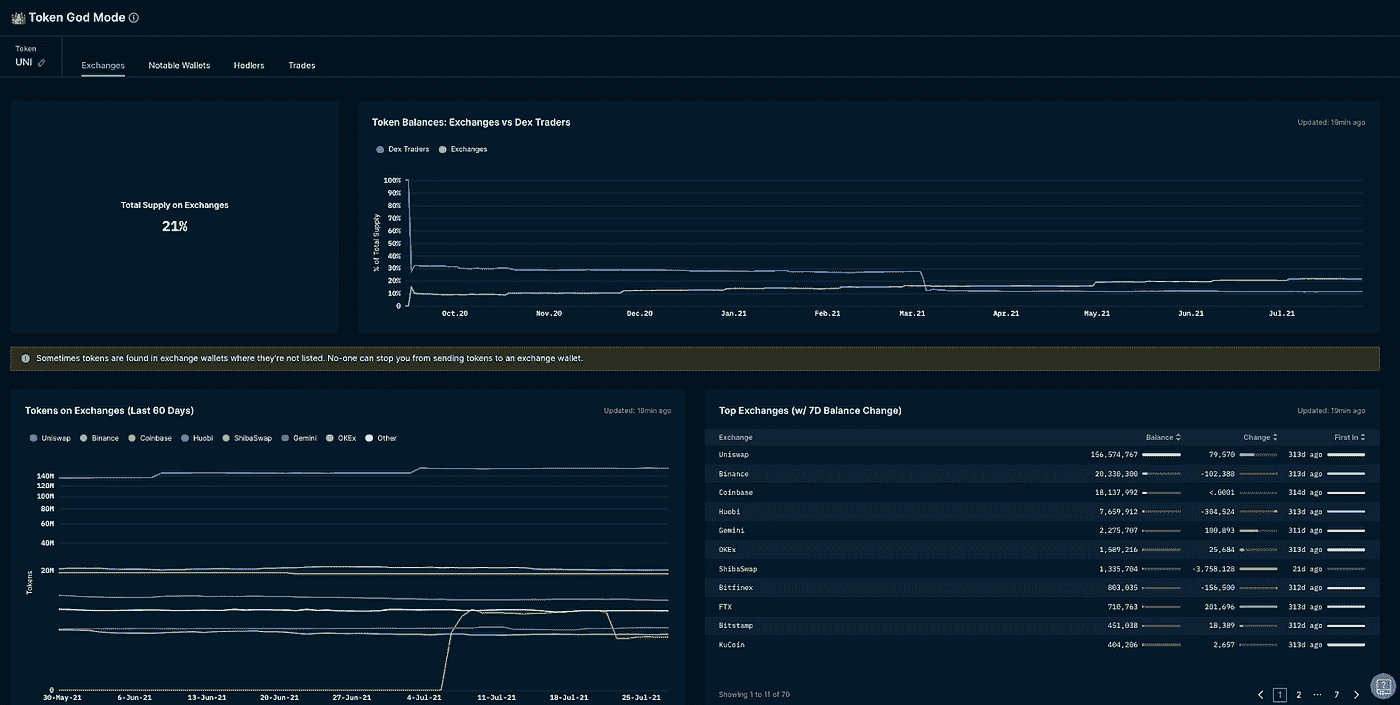 Token God Mode
Token
UNI
Exchanges Notable Wallets Hodlers Trades
Total Supply on Exchanges
21%
Token Balances: Exchanges vs Dex Traders
Updated: 19min ago
Dex Traders Exchanges
% of Total Supply
100%
90%
80%
70%
60%
50%
40%
30%
20%
10%
0
Oct.20 Nov.20 Dec.20 Jan.21 Feb.21 Mar.21 Apr.21 May.21 Jun.21 Jul.21
Sometimes tokens are found in exchange wallets where they're not listed. No-one can stop you from sending tokens to an exchange wallet.
Tokens on Exchanges (Last 60 Days)
Updated: 19min ago
Uniswap Binance Coinbase Huobi ShibaSwap Gemini OKEx Other
Tokens
140M
120M
100M
80M
60M
40M
20M
0
30-May-21 6-Jun-21 13-Jun-21 20-Jun-21 27-Jun-21 4-Jul-21 11-Jul-21 18-Jul-21 25-Jul-21
Top Exchanges (w/ 7D Balance Change)
Updated: 19min ago
Exchange Balance Change First In
Uniswap 156,574,767 79,570 313d ago
Binance 20,330,300 -102,388 313d ago
Coinbase 18,137,992 <.0001 314d ago
Huobi 7,659,912 -304,524 313d ago
Gemini 2,275,707 100,893 311d ago
OKEx 1,589,216 25,684 313d ago
ShibaSwap 1,335,704 -3,758,128 21d ago
Bitfinex 803,035 -156,500 312d ago
FTX 710,763 201,696 313d ago
Bitstamp 451,038 18,389 312d ago
KuCoin 404,206 2,657 313d ago
Showing 1 to 11 of 70
1 2 ··· 7